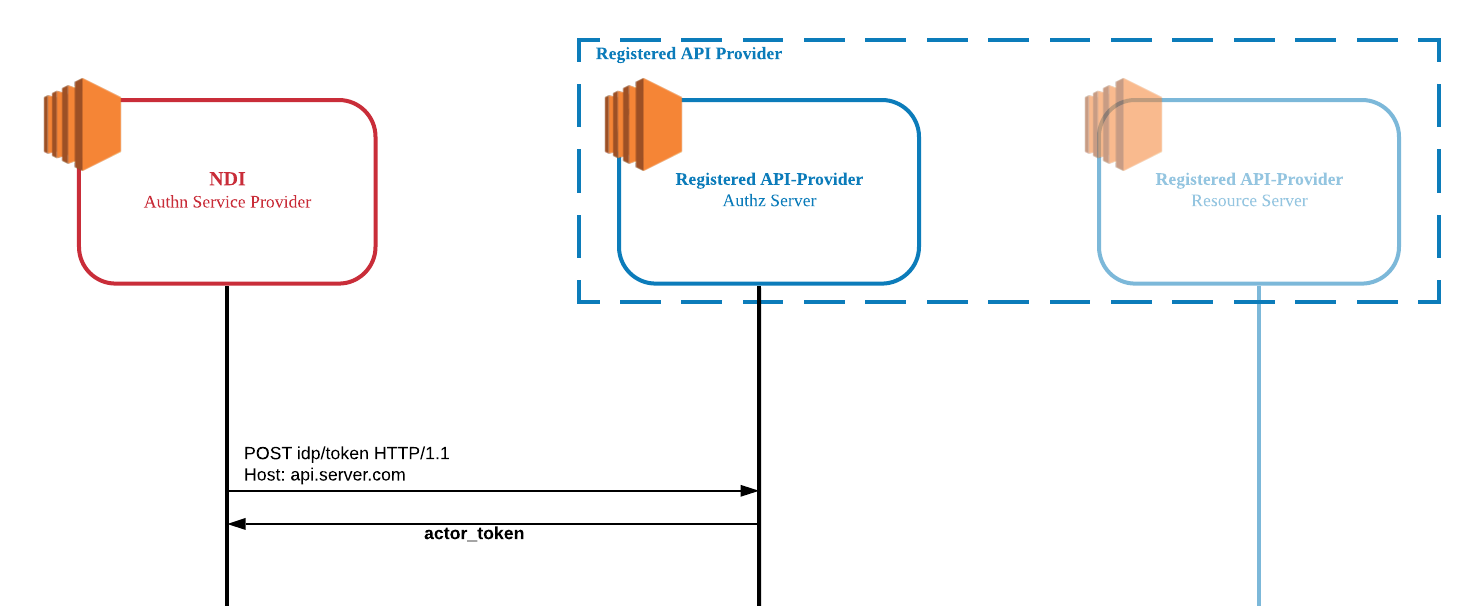 Registered API Provider
NDI
Authn Service Provider
Registered API-Provider
Authz Server
Registered API-Provider
Resource Server
POST idp/token HTTP/1.1
Host: api.server.com
actor_token